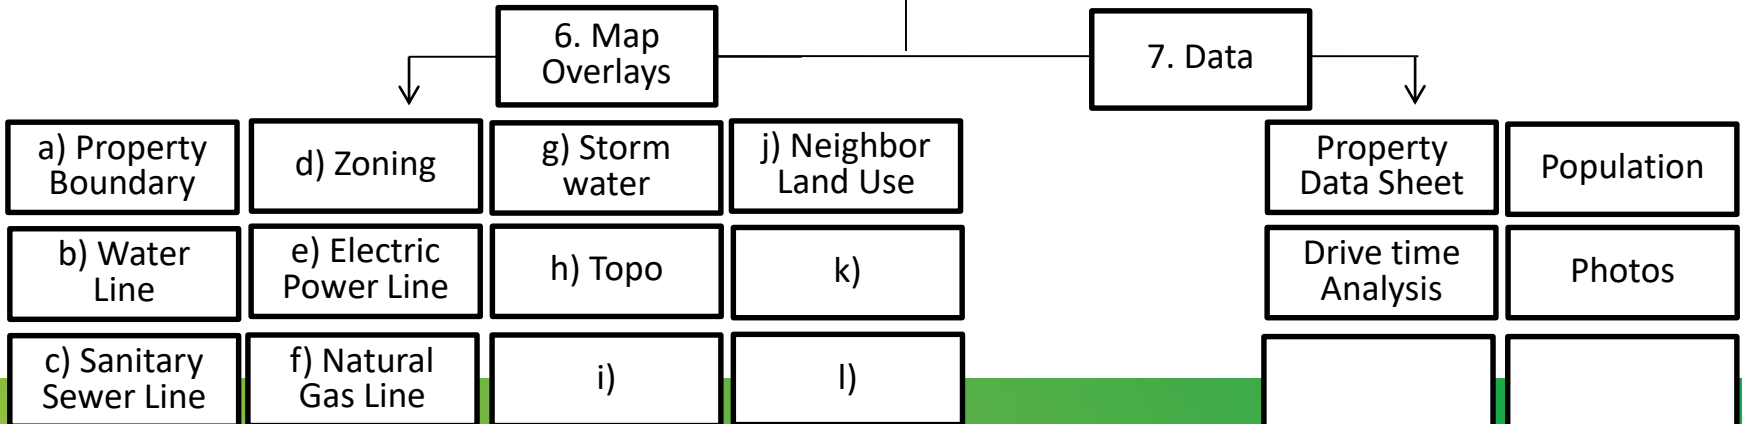 6. Map
Overlays
7. Data
a) Property
Boundary
d) Zoning
g) Storm
water
j) Neighbor
Land Use
Property
Data Sheet
Population
b) Water
Line
e) Electric
Power Line
h) Topo
k)
Drive time
Analysis
Photos
c) Sanitary
Sewer Line
f) Natural
Gas Line
i)
l)